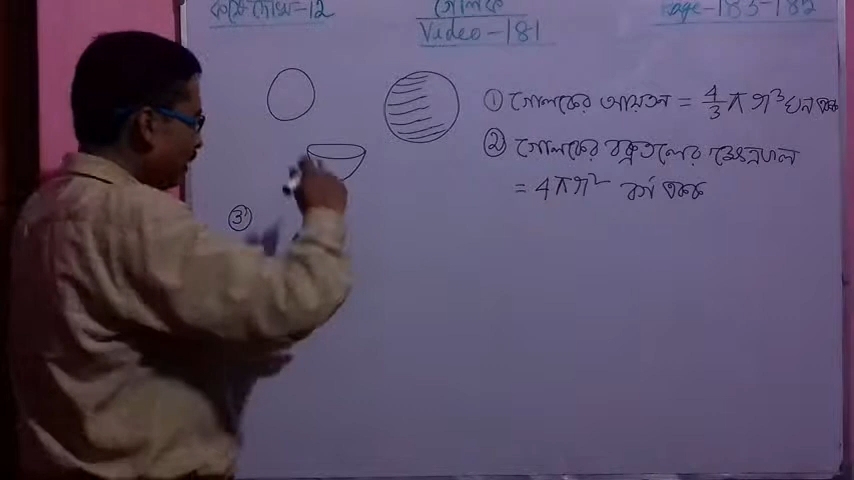 কষে দেখি - 12
গোলক
Video - 181
Page - 183 - 182
① গোলকের আয়তন = 4/3 π r³ ঘন একক
② গোলকের বক্রতলের ক্ষেত্রফল
= 4πr² বর্গ একক
③